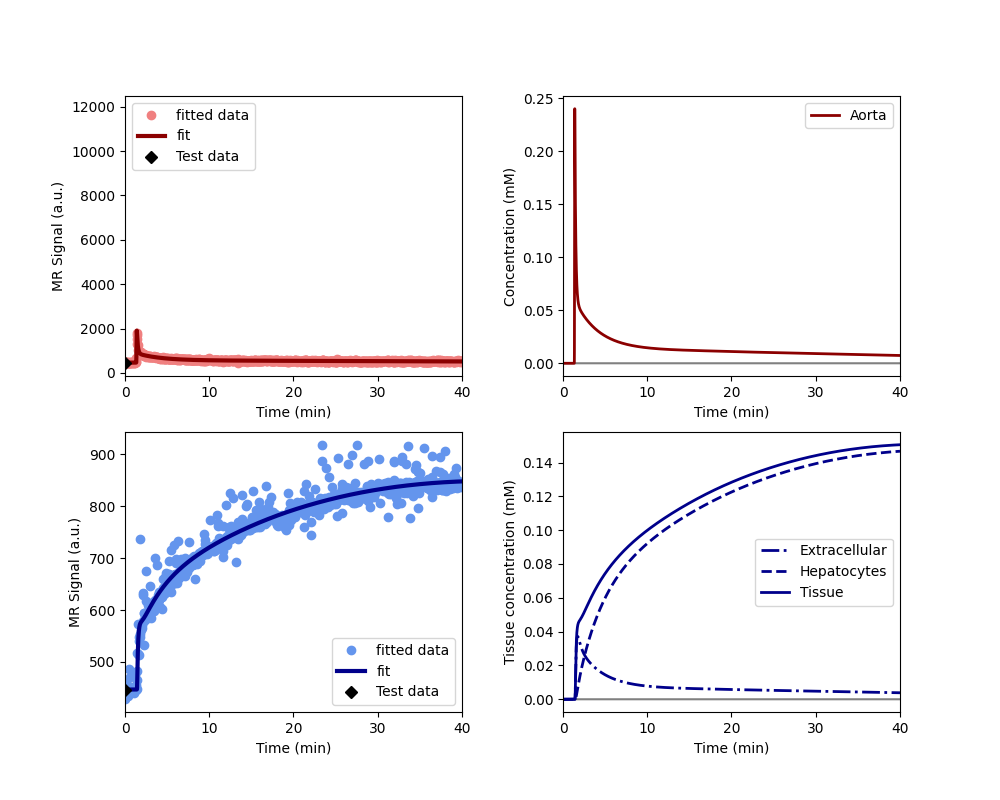 12000
10000
8000
6000
4000
2000
0
MR Signal (a.u.)
fitted data
fit
Test data
0 10 20 30 40
Time (min)
0.25
0.20
0.15
0.10
0.05
0.00
Concentration (mM)
Aorta
0 10 20 30 40
Time (min)
900
800
700
600
500
MR Signal (a.u.)
fitted data
fit
Test data
0 10 20 30 40
Time (min)
0.14
0.12
0.10
0.08
0.06
0.04
0.02
0.00
Tissue concentration (mM)
Extracellular
Hepatocytes
Tissue
0 10 20 30 40
Time (min)